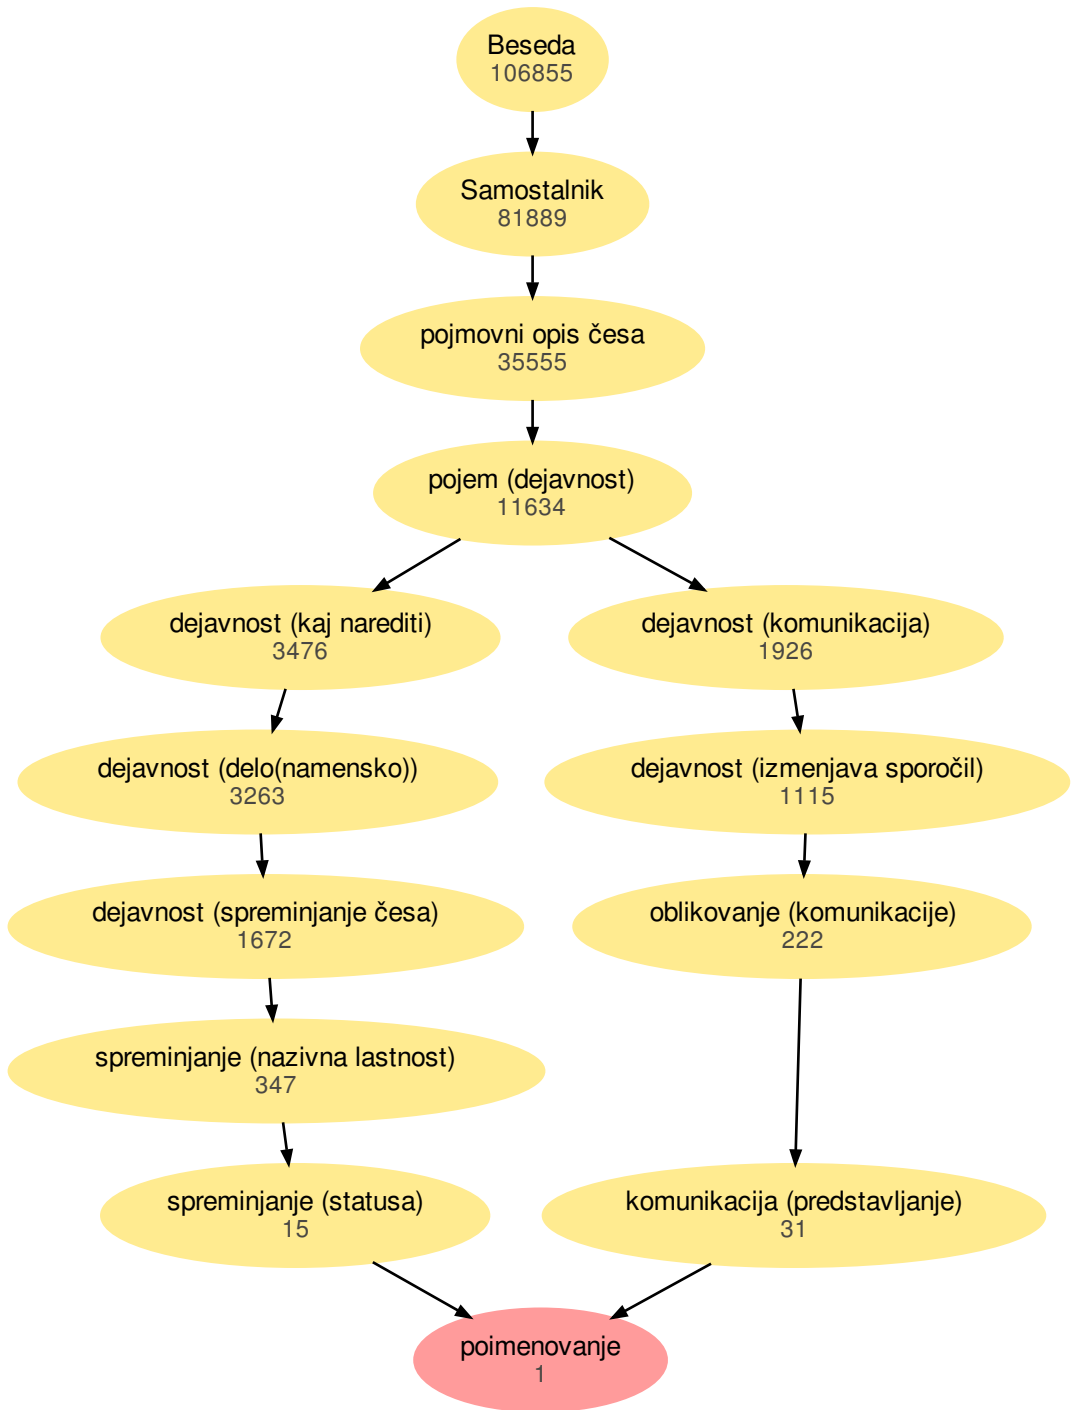 Beseda
106855
Samostalnik
81889
pojmovni opis česa
35555
pojem (dejavnost)
11634
dejavnost (kaj narediti)
3476
dejavnost (komunikacija)
1926
dejavnost (delo(namensko))
3263
dejavnost (izmenjava sporočil)
1115
dejavnost (spreminjanje česa)
1672
oblikovanje (komunikacije)
222
spreminjanje (nazivna lastnost)
347
spreminjanje (statusa)
15
komunikacija (predstavljanje)
31
poimenovanje
1